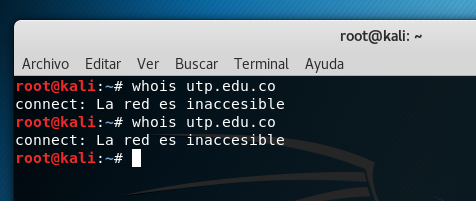 root@kali: ~
Archivo Editar Ver Buscar Terminal Ayuda
root@kali:~# whois utp.edu.co
connect: La red es inaccesible
root@kali:~# whois utp.edu.co
connect: La red es inaccesible
root@kali:~#